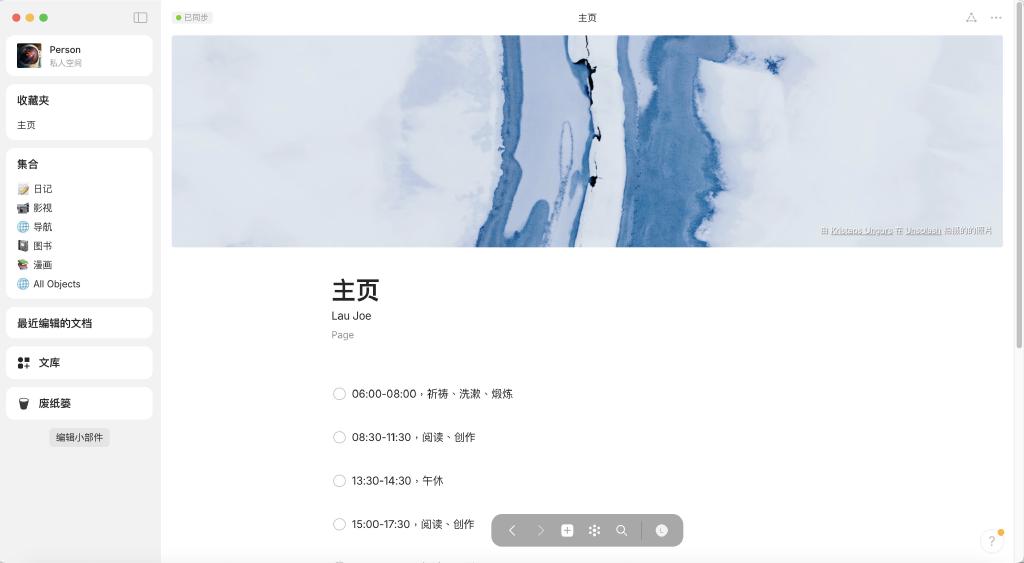 已同步
主页
Person
私人空间
收藏夹
主页
集合
日记
影视
导航
图书
漫画
All Objects
最近编辑的文档
文库
废纸篓
编辑小部件
由 Kristaps Ungurs 在 Unsplash 拍摄的的照片
主页
Lau Joe
Page
06:00-08:00，祈祷、洗漱、煅炼
08:30-11:30，阅读、创作
13:30-14:30，午休
15:00-17:30，阅读、创作
L
?